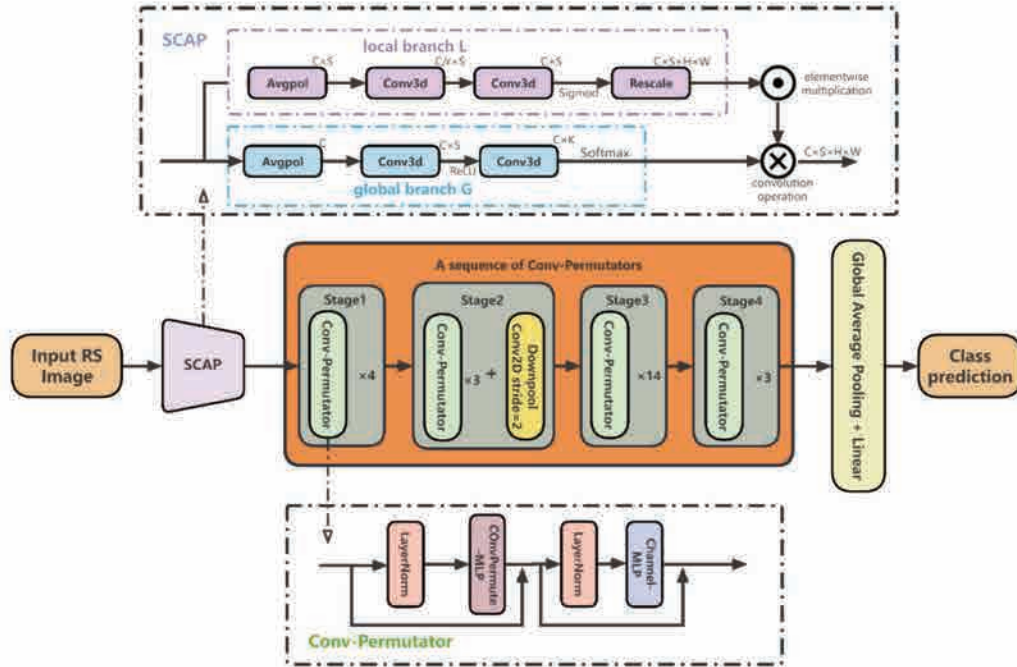 SCAP
local branch L
C×S
C/r×S
C×S
C×S×H×W
Avgpol
Conv3d
Conv3d
Sigmod
Rescale
elementwise
multiplication
C
C×S
C×K
Avgpol
Conv3d
ReLU
Conv3d
Softmax
C×S×H×W
global branch G
convolution
operation
A sequence of Conv-Permutators
Stage1
Stage2
Stage3
Stage4
Input RS
Image
SCAP
Conv-Permutator
×4
Conv-Permutator
×3
+
Downpool
Conv2D stride=2
Conv-Permutator
×14
Conv-Permutator
×3
Global Average Pooling + Linear
Class
prediction
LayerNorm
COnvPermute
-MLP
LayerNorm
Channel-
MLP
Conv-Permutator